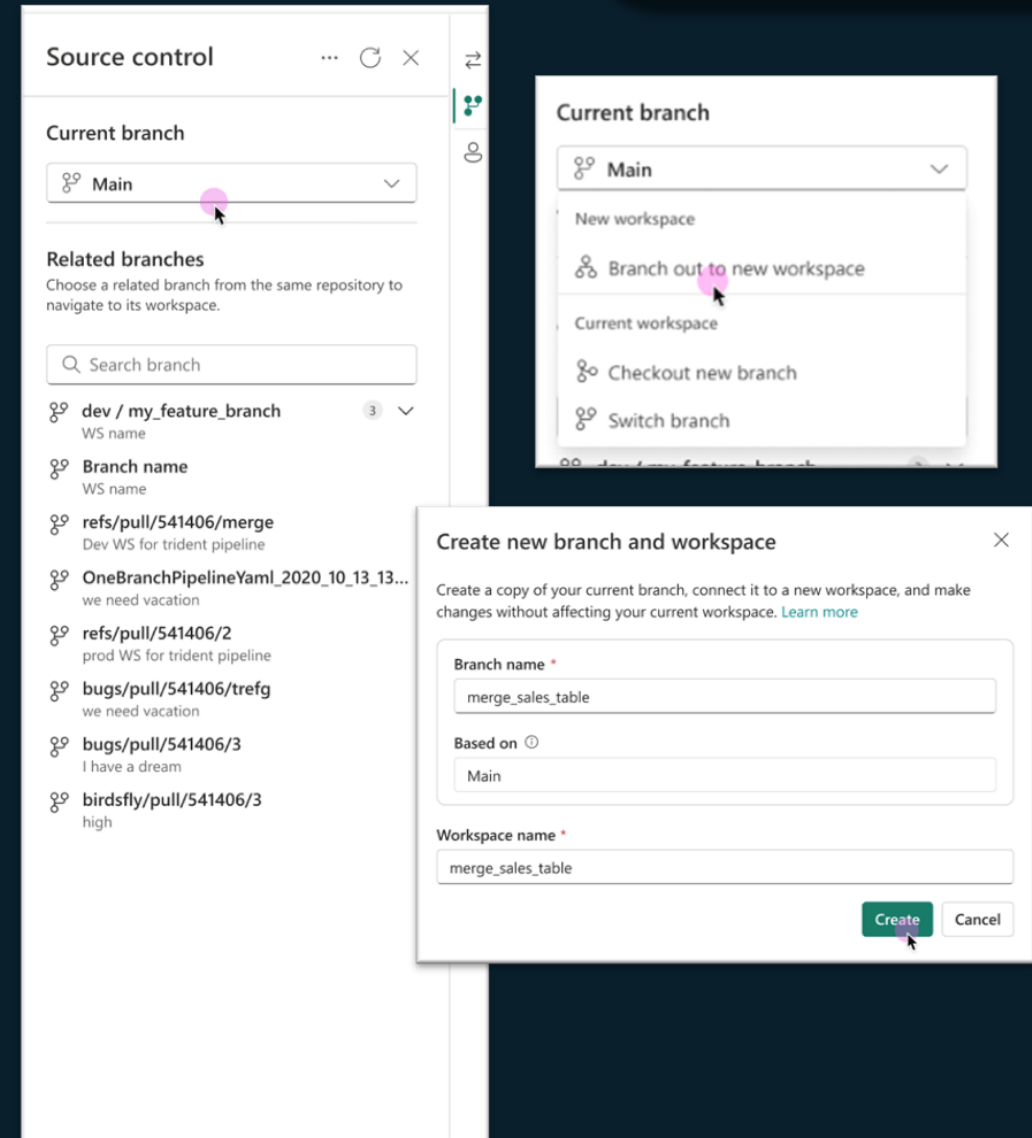 Source control
Current branch
Main
Related branches
Choose a related branch from the same repository to
navigate to its workspace.
Search branch
dev / my_feature_branch 3
WS name
Branch name
WS name
refs/pull/541406/merge
Dev WS for trident pipeline
OneBranchPipelineYaml_2020_10_13_13...
we need vacation
refs/pull/541406/2
prod WS for trident pipeline
bugs/pull/541406/trefg
we need vacation
bugs/pull/541406/3
I have a dream
birdsfly/pull/541406/3
high
Current branch
Main
New workspace
Branch out to new workspace
Current workspace
Checkout new branch
Switch branch
dev / my_feature_branch
Create new branch and workspace
Create a copy of your current branch, connect it to a new workspace, and make
changes without affecting your current workspace. Learn more
Branch name *
merge_sales_table
Based on
Main
Workspace name *
merge_sales_table
Create
Cancel